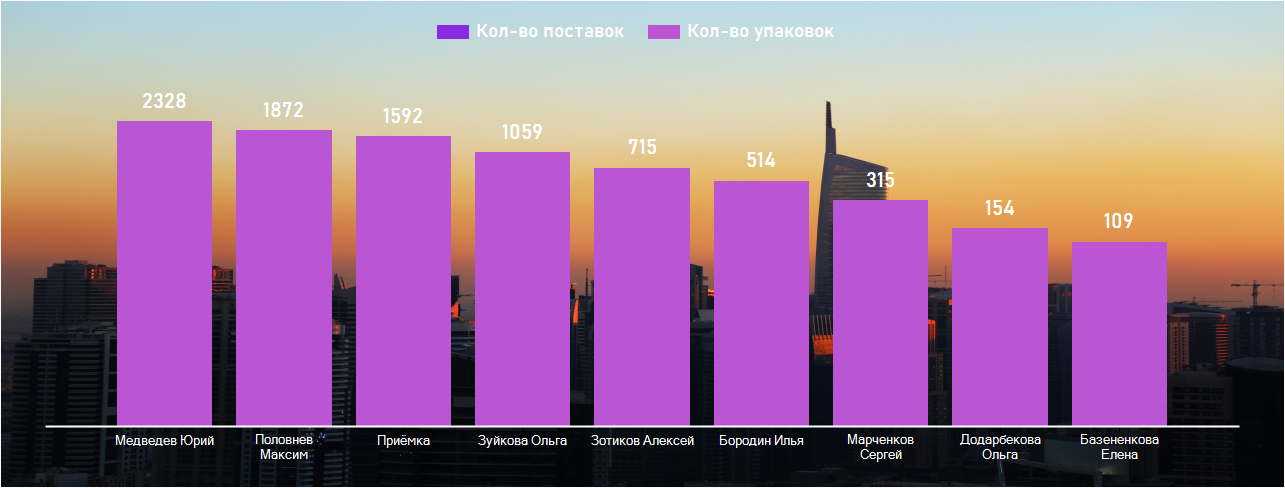 Кол-во поставок Кол-во упаковок
2328
1872
1592
1059
715
514
315
154
109
Медведев Юрий
Половнев
Максим
Приёмка
Зуйкова Ольга
Зотиков Алексей
Бородин Илья
Марченков
Сергей
Додарбекова
Ольга
Базененкова
Елена